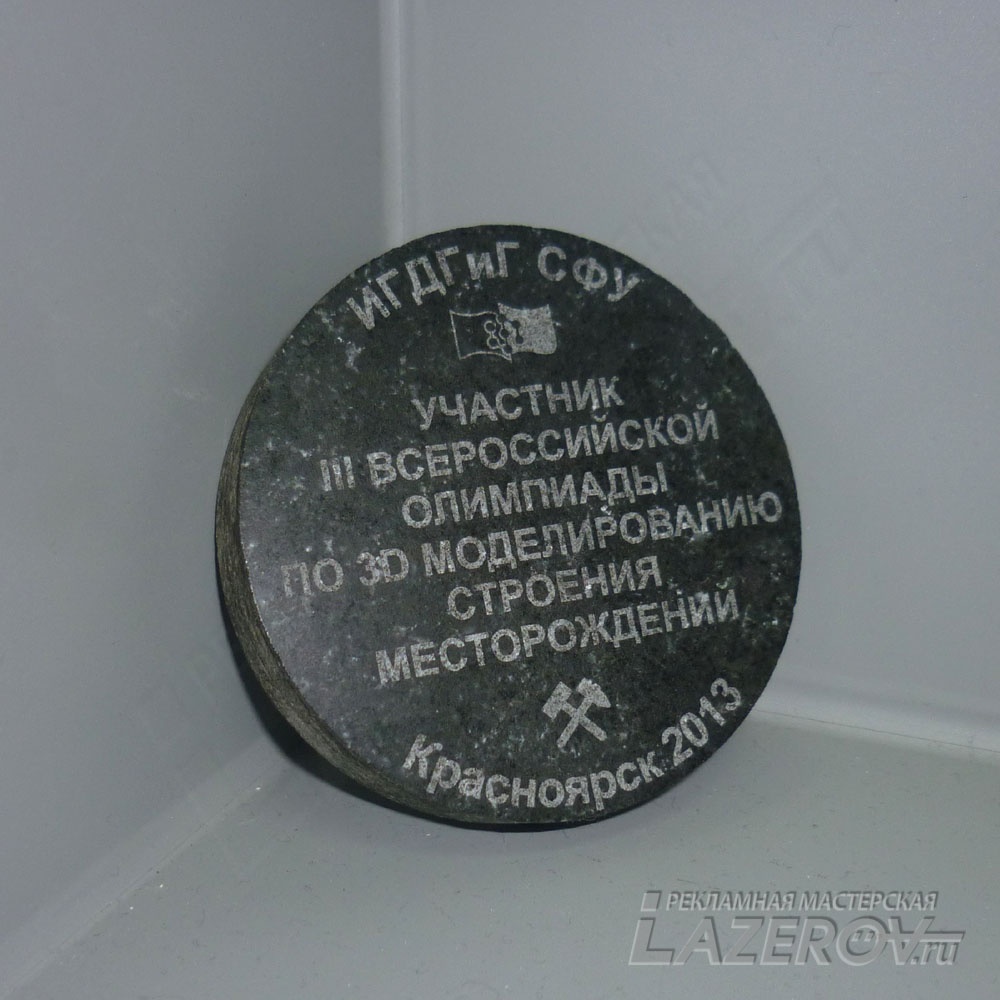 ИГДГиГ СФУ
УЧАСТНИК
III ВСЕРОССИЙСКОЙ
ОЛИМПИАДЫ
ПО 3D МОДЕЛИРОВАНИЮ
СТРОЕНИЯ
МЕСТОРОЖДЕНИЙ
Красноярск 2013
РЕКЛАМНАЯ МАСТЕРСКАЯ
LAZEROV.ru